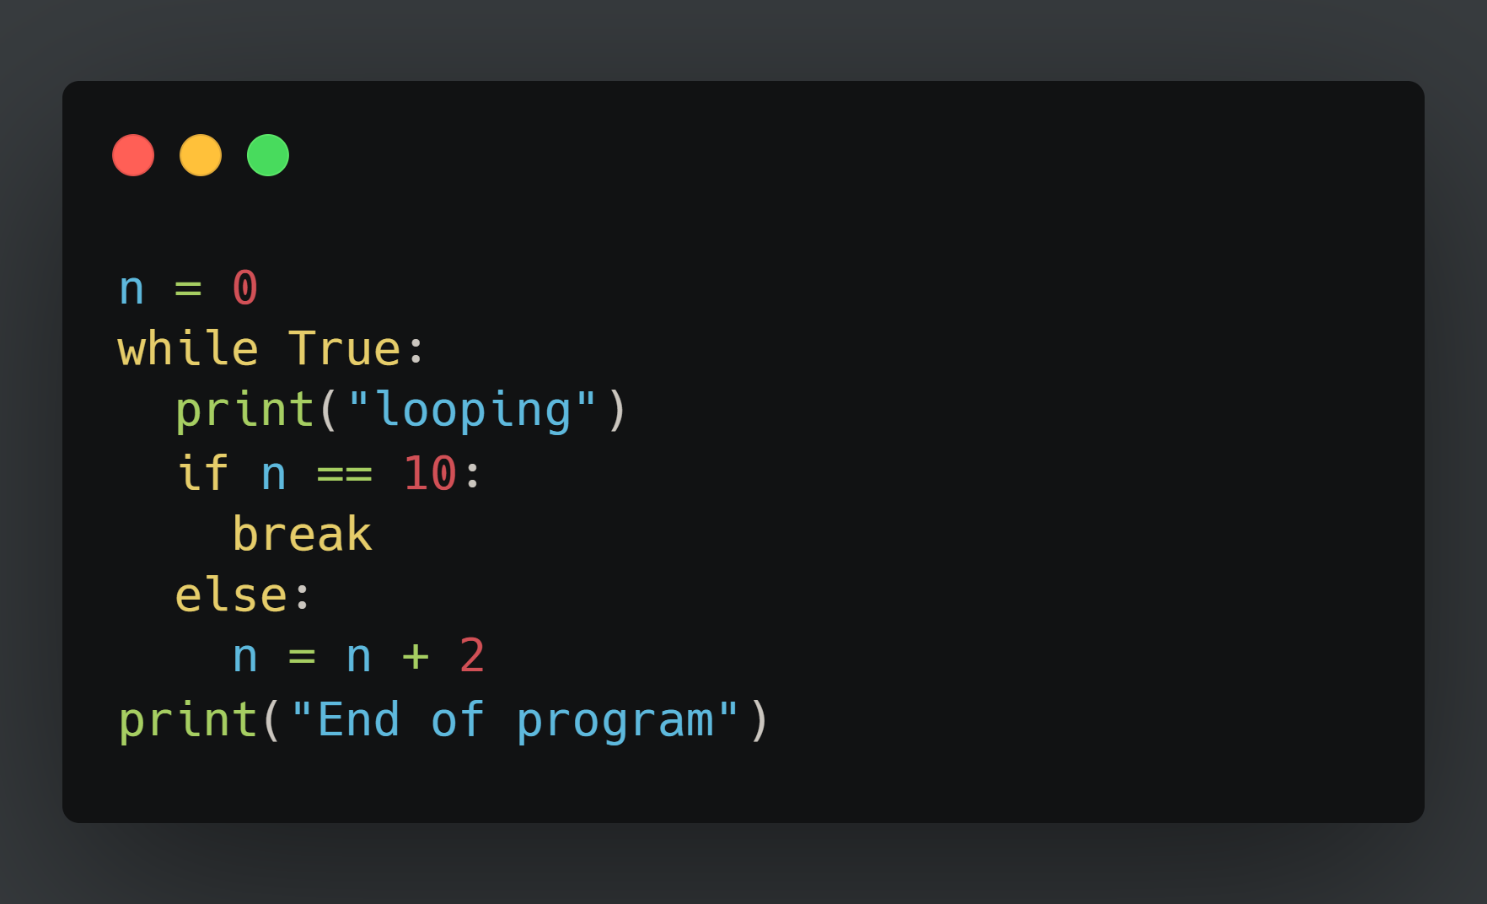 n = 0
while True:
  print("looping")
  if n == 10:
    break
  else:
    n = n + 2
print("End of program")